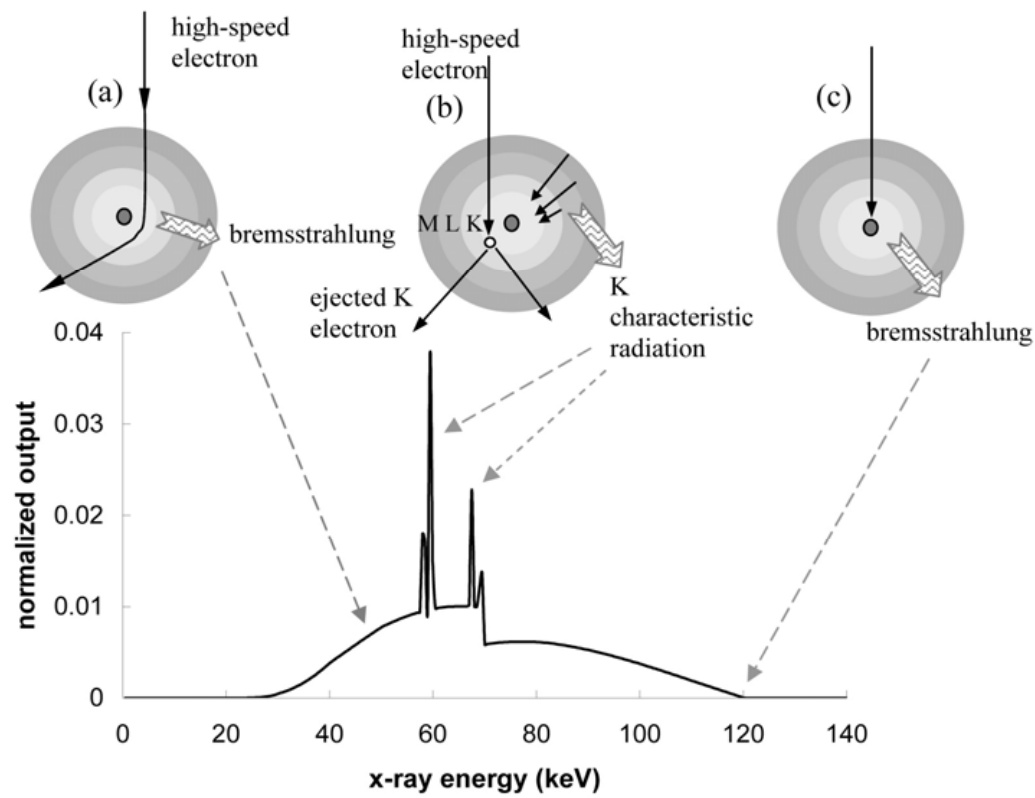 high-speed
electron
(a)
bremsstrahlung
high-speed
electron
(b)
M L K
ejected K
electron
K
characteristic
radiation
(c)
bremsstrahlung
0.04
0.03
0.02
0.01
0
normalized output
0 20 40 60 80 100 120 140
x-ray energy (keV)